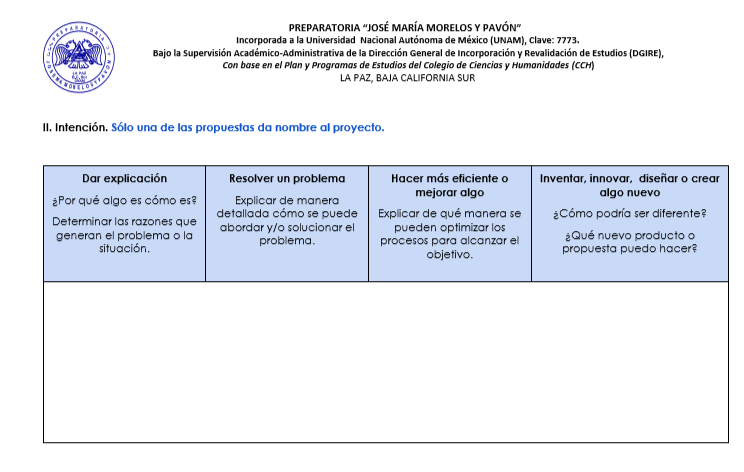 PREPARATORIA “JOSÉ MARÍA MORELOS Y PAVÓN”
Incorporada a la Universidad Nacional Autónoma de México (UNAM), Clave: 7773.
Bajo la Supervisión Académico-Administrativa de la Dirección General de Incorporación y Revalidación de Estudios (DGIRE),
Con base en el Plan y Programas de Estudios del Colegio de Ciencias y Humanidades (CCH)
LA PAZ, BAJA CALIFORNIA SUR
II. Intención. Sólo una de las propuestas da nombre al proyecto.
Dar explicación
¿Por qué algo es cómo es?
Determinar las razones que
generan el problema o la
situación.
Resolver un problema
Explicar de manera
detallada cómo se puede
abordar y/o solucionar el
problema.
Hacer más eficiente o
mejorar algo
Explicar de qué manera se
pueden optimizar los
procesos para alcanzar el
objetivo.
Inventar, innovar, diseñar o crear
algo nuevo
¿Cómo podría ser diferente?
¿Qué nuevo producto o
propuesta puedo hacer?